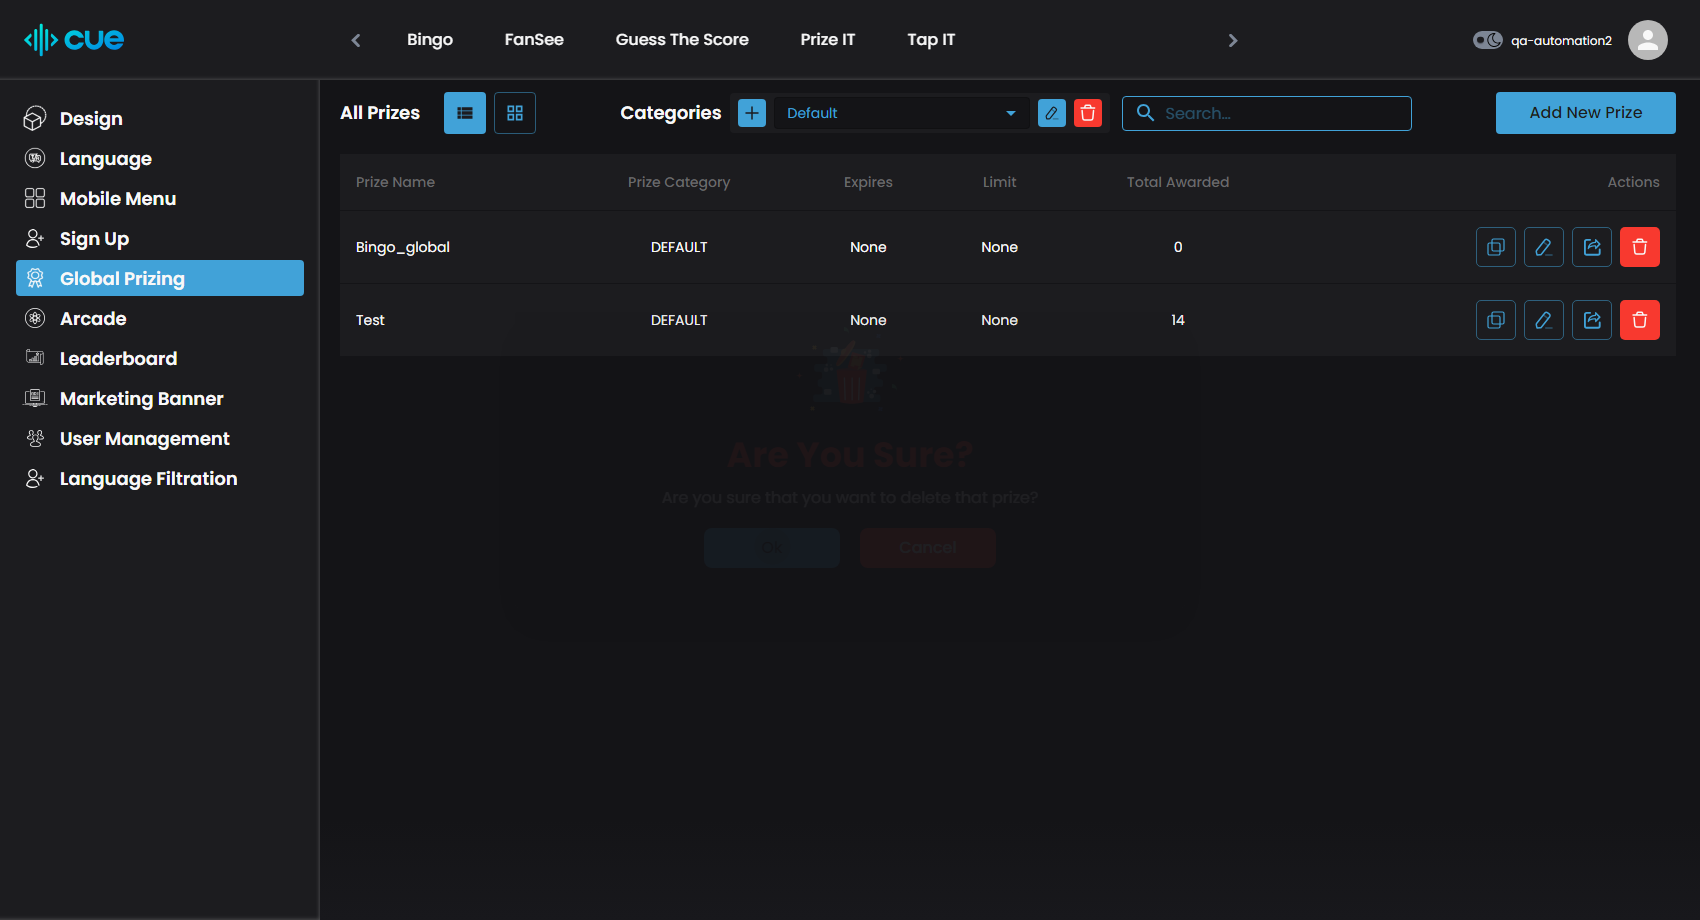 cue
Bingo FanSee Guess The Score Prize IT Tap IT
qa-automation2
Design
Language
Mobile Menu
Sign Up
Global Prizing
Arcade
Leaderboard
Marketing Banner
User Management
Language Filtration
All Prizes
Categories
Default
Search...
Add New Prize
Prize Name Prize Category Expires Limit Total Awarded Actions
Bingo_global DEFAULT None None 0
Test DEFAULT None None 14
Are You Sure?
Are you sure that you want to delete that prize?
Ok Cancel